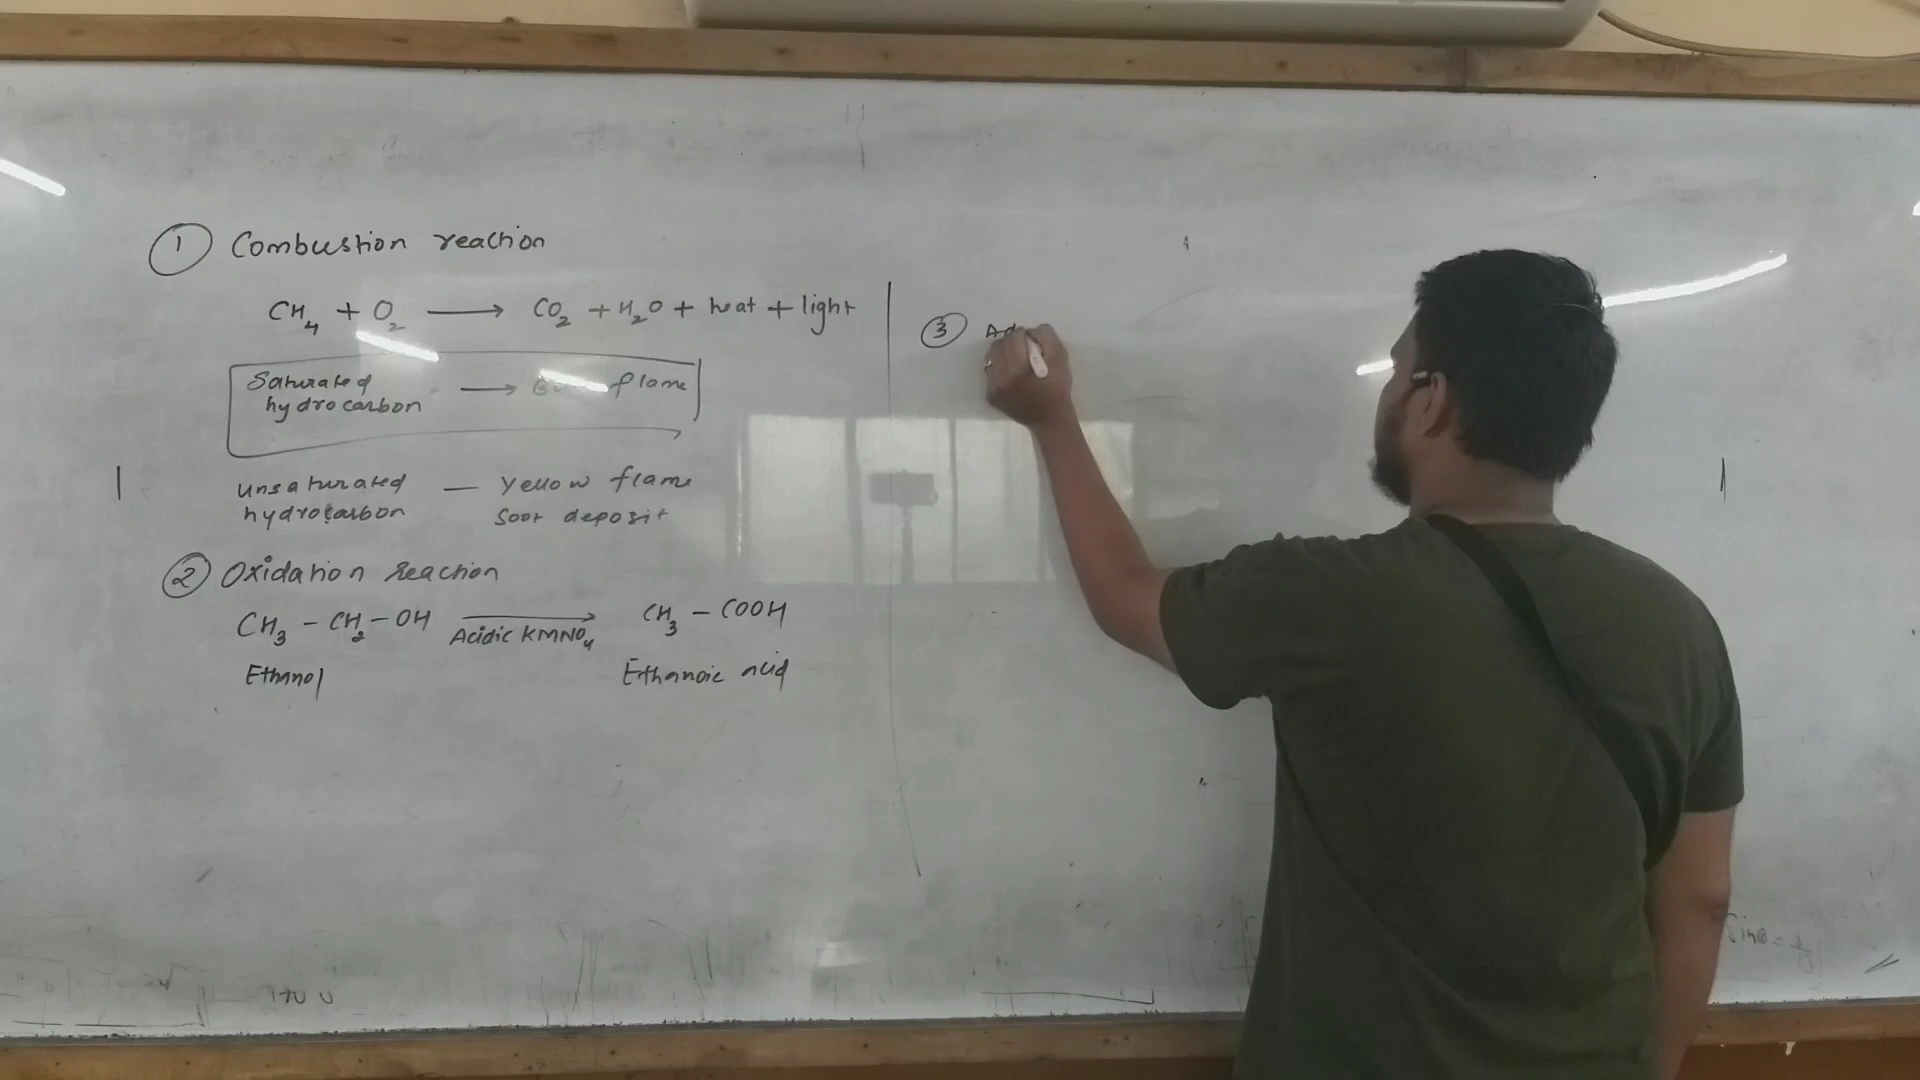 ① Combustion reaction
CH₄ + O₂ ⟶ CO₂ + H₂O + heat + light
Saturated ⟶ flame
hydrocarbon
unsaturated — Yellow flame
hydrocarbon soot deposit
② Oxidation reaction
CH₃ – CH₂ – OH ⟶ CH₃ – COOH
Acidic KMNO₄
Ethanol Ethanoic acid
③ Ad